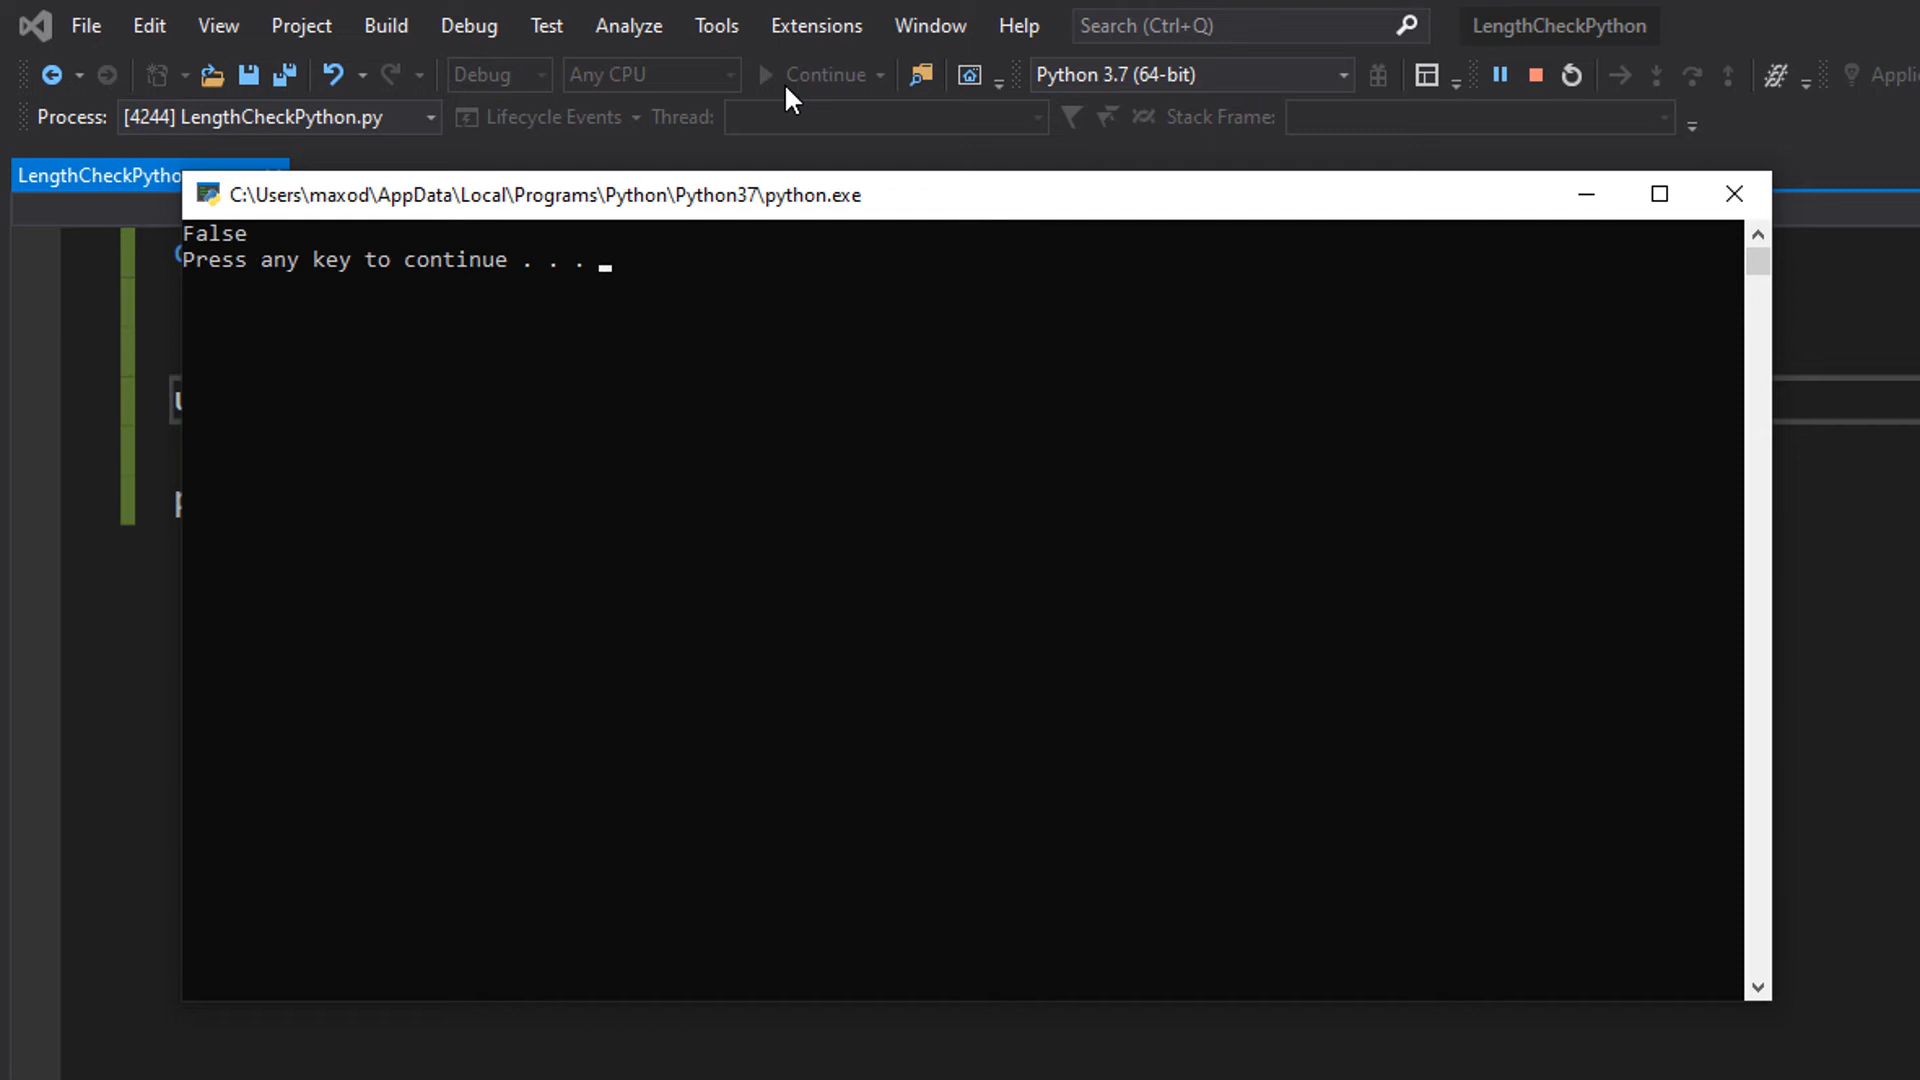 File Edit View Project Build Debug Test Analyze Tools Extensions Window Help Search (Ctrl+Q) LengthCheckPython
Debug Any CPU Continue Python 3.7 (64-bit)
Process: [4244] LengthCheckPython.py Lifecycle Events Thread: Stack Frame:
C:\Users\maxod\AppData\Local\Programs\Python\Python37\python.exe
False
Press any key to continue . . .